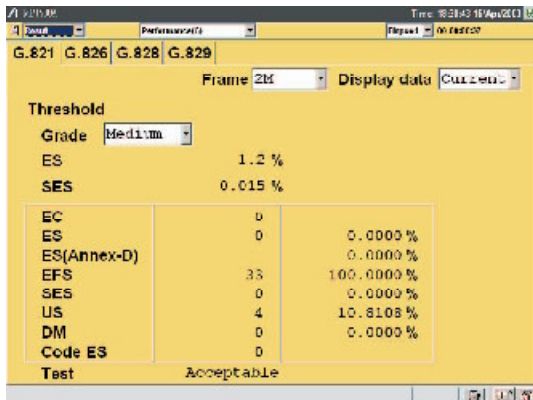 Result Performance(G) Elapsed
G.821 G.826 G.828 G.829
Frame 2M Display data Current
Threshold
Grade Medium
ES 1.2 %
SES 0.015 %
EC 0
ES 0 0.0000 %
ES(Annex-D) 0.0000 %
EFS 33 100.0000 %
SES 0 0.0000 %
US 4 10.8108 %
DM 0 0.0000 %
Code ES 0
Test Acceptable